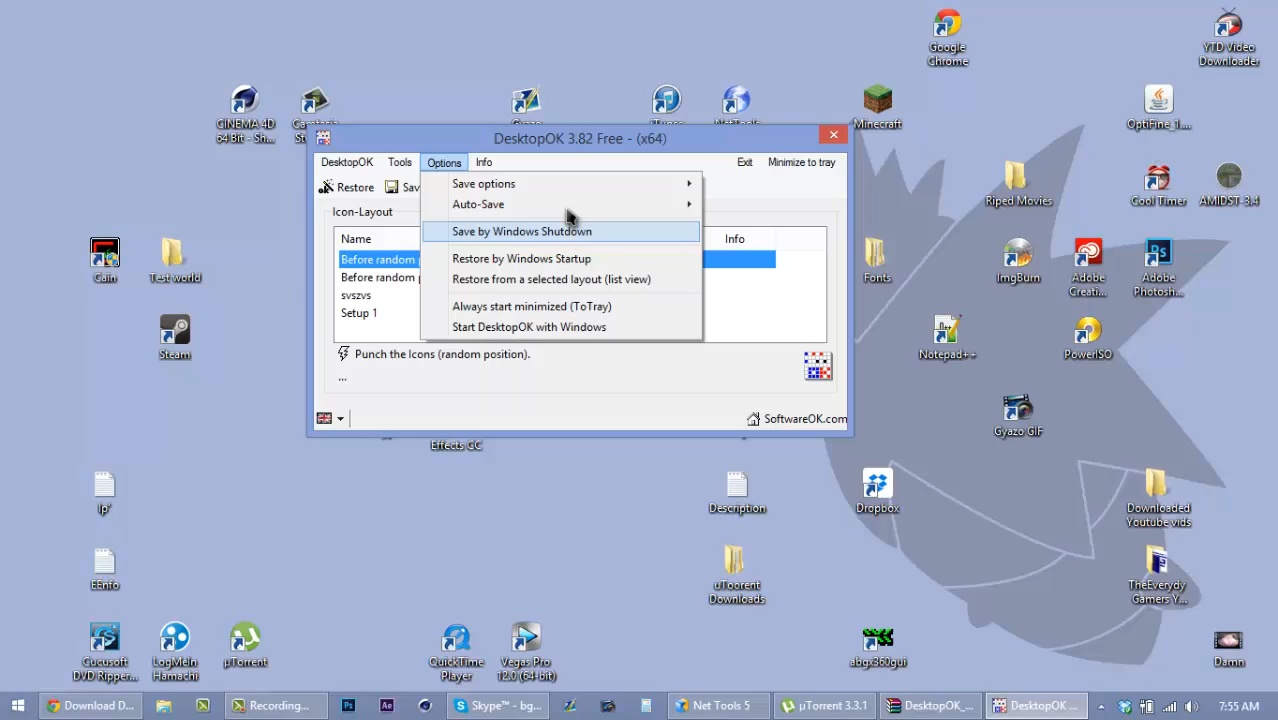 Google
Chrome
YTD Video
Downloader
CINEMA 4D
64 Bit - Sh...
Minecraft
OptiFine_1....
DesktopOK 3.82 Free - (x64)
DesktopOK
Tools
Options
Info
Exit
Minimize to tray
Restore
Sav
Save options
Auto-Save
Save by Windows Shutdown
Restore by Windows Startup
Restore from a selected layout (list view)
Always start minimized (ToTray)
Start DesktopOK with Windows
Icon-Layout
Name
Info
Before random
Before random
svszvs
Setup 1
Punch the Icons (random position).
...
SoftwareOK.com
Riped Movies
Cool Timer
AMIDST-3.4
Cain
Test world
Fonts
ImgBurn
Adobe
Creati...
Adobe
Photosh...
Steam
Notepad++
PowerISO
Gyazo GIF
Effects CC
Ip'
Description
Dropbox
Downloaded
Youtube vids
EEnfo
uToorent
Downloads
TheEverydy
Gamers Y...
Gucusoft
DVD Ripper...
LogMeIn
Hamachi
µTorrent
QuickTime
Player
Vegas Pro
12.0 (64-bit)
abgx360gui
Damn
Download D...
Recording...
Ps
Ae
Skype™ - bg...
Net Tools 5
µTorrent 3.3.1
DesktopOK_...
DesktopOK ...
7:55 AM